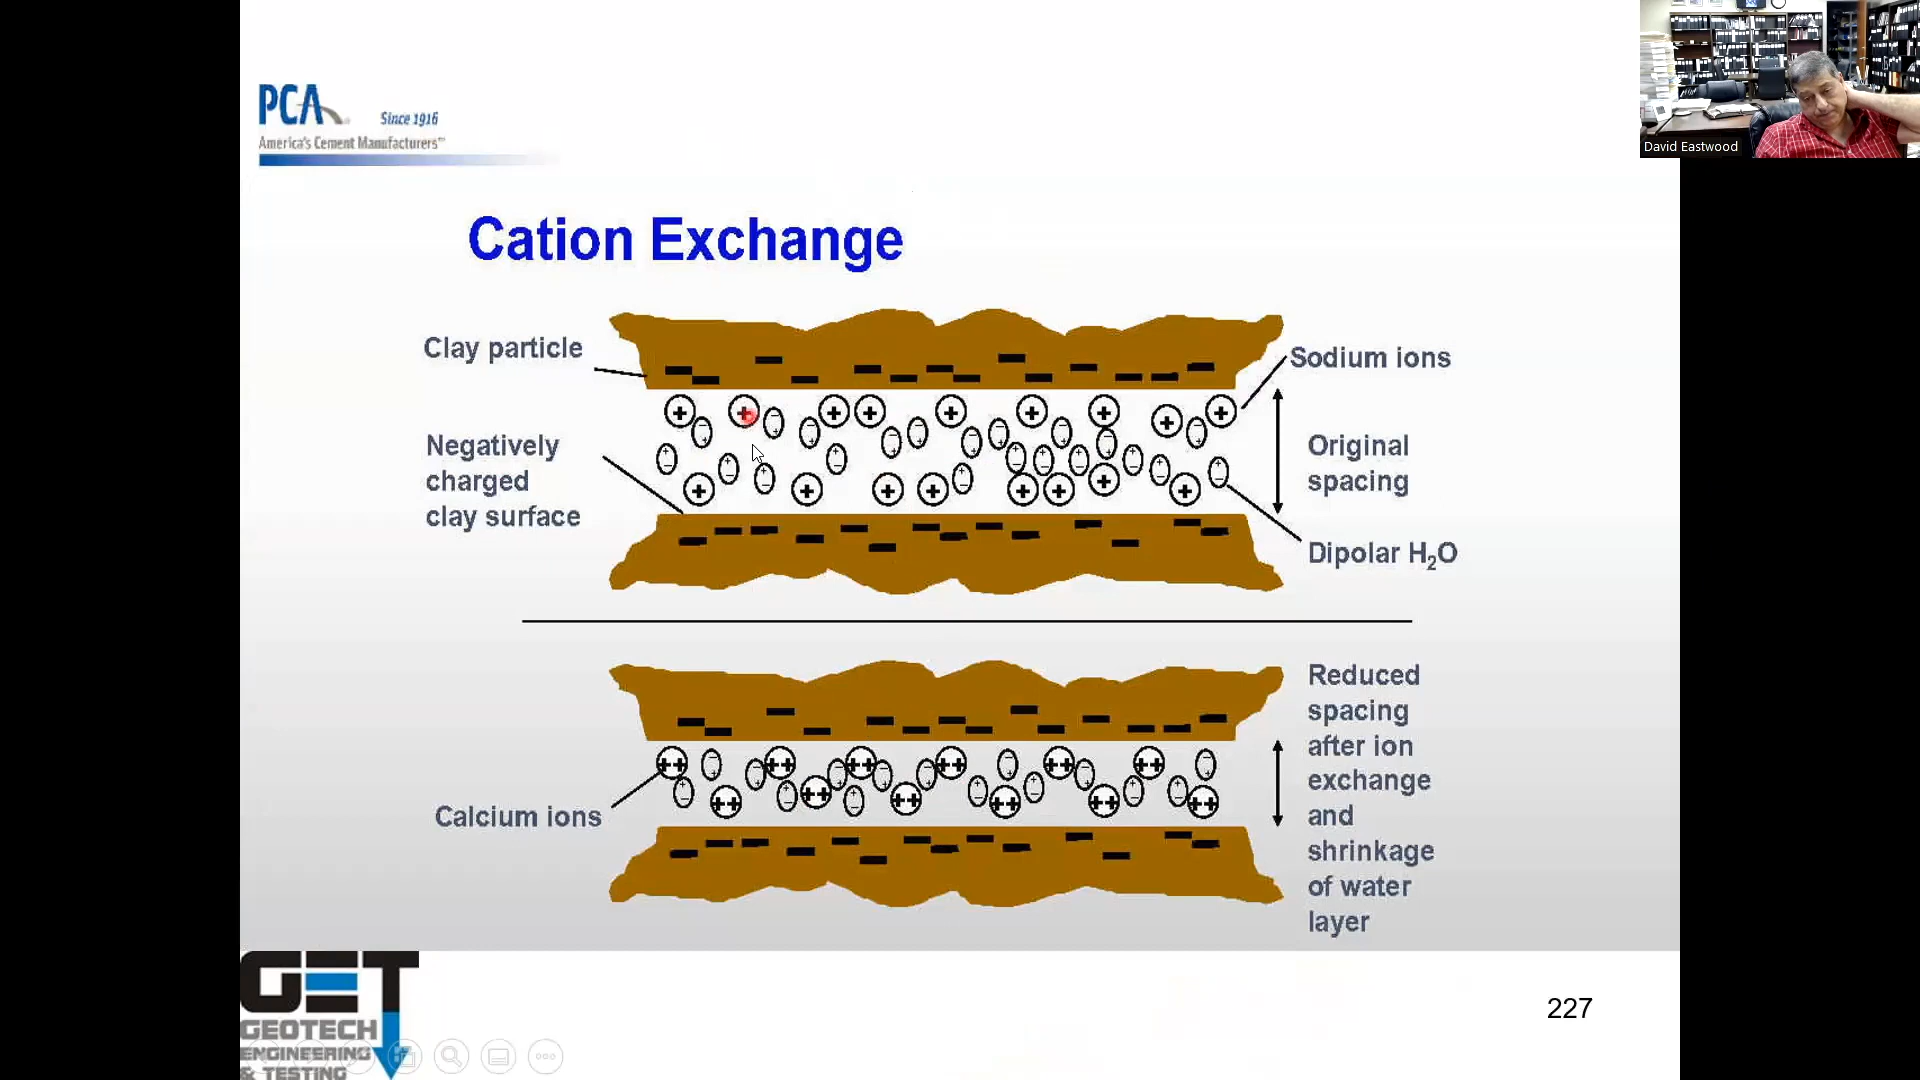 PCA
Since 1916
America's Cement Manufacturers™
David Eastwood
Cation Exchange
Clay particle
Sodium ions
Negatively
charged
clay surface
Original
spacing
Dipolar H₂O
Calcium ions
Reduced
spacing
after ion
exchange
and
shrinkage
of water
layer
GET
GEOTECH
ENGINEERING
& TESTING
227